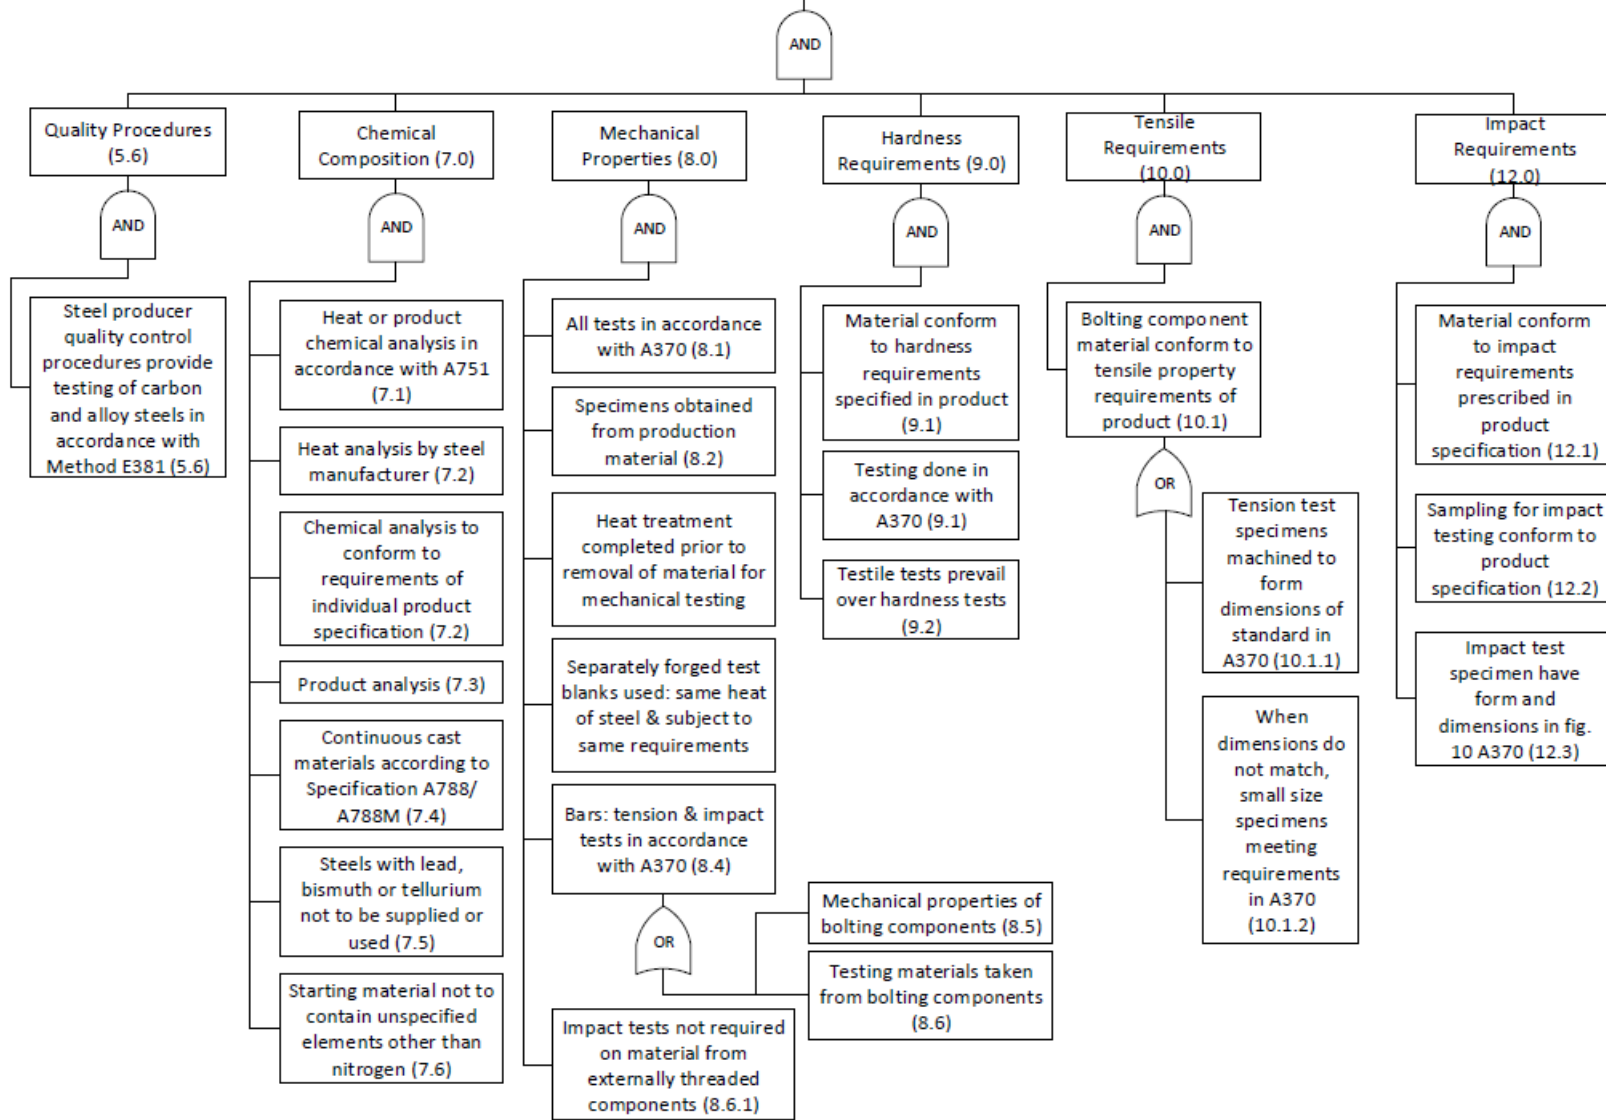 AND
Quality Procedures
(5.6)
AND
Steel producer
quality control
procedures provide
testing of carbon
and alloy steels in
accordance with
Method E381 (5.6)
Chemical
Composition (7.0)
AND
Heat or product
chemical analysis in
accordance with A751
(7.1)
Heat analysis by steel
manufacturer (7.2)
Chemical analysis to
conform to
requirements of
individual product
specification (7.2)
Product analysis (7.3)
Continuous cast
materials according to
Specification A788/
A788M (7.4)
Steels with lead,
bismuth or tellurium
not to be supplied or
used (7.5)
Starting material not to
contain unspecified
elements other than
nitrogen (7.6)
Mechanical
Properties (8.0)
AND
All tests in accordance
with A370 (8.1)
Specimens obtained
from production
material (8.2)
Heat treatment
completed prior to
removal of material for
mechanical testing
Separately forged test
blanks used: same heat
of steel & subject to
same requirements
Bars: tension & impact
tests in accordance
with A370 (8.4)
OR
Mechanical properties of
bolting components (8.5)
Testing materials taken
from bolting components
(8.6)
Impact tests not required
on material from
externally threaded
components (8.6.1)
Hardness
Requirements (9.0)
AND
Material conform
to hardness
requirements
specified in product
(9.1)
Testing done in
accordance with
A370 (9.1)
Testile tests prevail
over hardness tests
(9.2)
Tensile
Requirements
(10.0)
AND
Bolting component
material conform to
tensile property
requirements of
product (10.1)
OR
Tension test
specimens
machined to
form
dimensions of
standard in
A370 (10.1.1)
When
dimensions do
not match,
small size
specimens
meeting
requirements
in A370
(10.1.2)
Impact
Requirements
(12.0)
AND
Material conform
to impact
requirements
prescribed in
product
specification (12.1)
Sampling for impact
testing conform to
product
specification (12.2)
Impact test
specimen have
form and
dimensions in fig.
10 A370 (12.3)